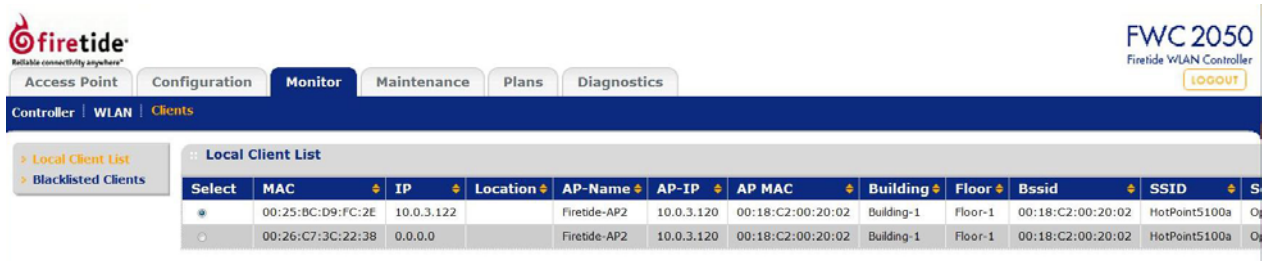 firetide
Reliable connectivity anywhere"
FWC 2050
Firetide WLAN Controller
LOGOUT
Access Point Configuration Monitor Maintenance Plans Diagnostics
Controller | WLAN | Clients
Local Client List
Blacklisted Clients
Local Client List
Select MAC IP Location AP-Name AP-IP AP MAC Building Floor Bssid SSID
00:25:BC:D9:FC:2E 10.0.3.122 Firetide-AP2 10.0.3.120 00:18:C2:00:20:02 Building-1 Floor-1 00:18:C2:00:20:02 HotPoint5100a
00:26:C7:3C:22:38 0.0.0.0 Firetide-AP2 10.0.3.120 00:18:C2:00:20:02 Building-1 Floor-1 00:18:C2:00:20:02 HotPoint5100a